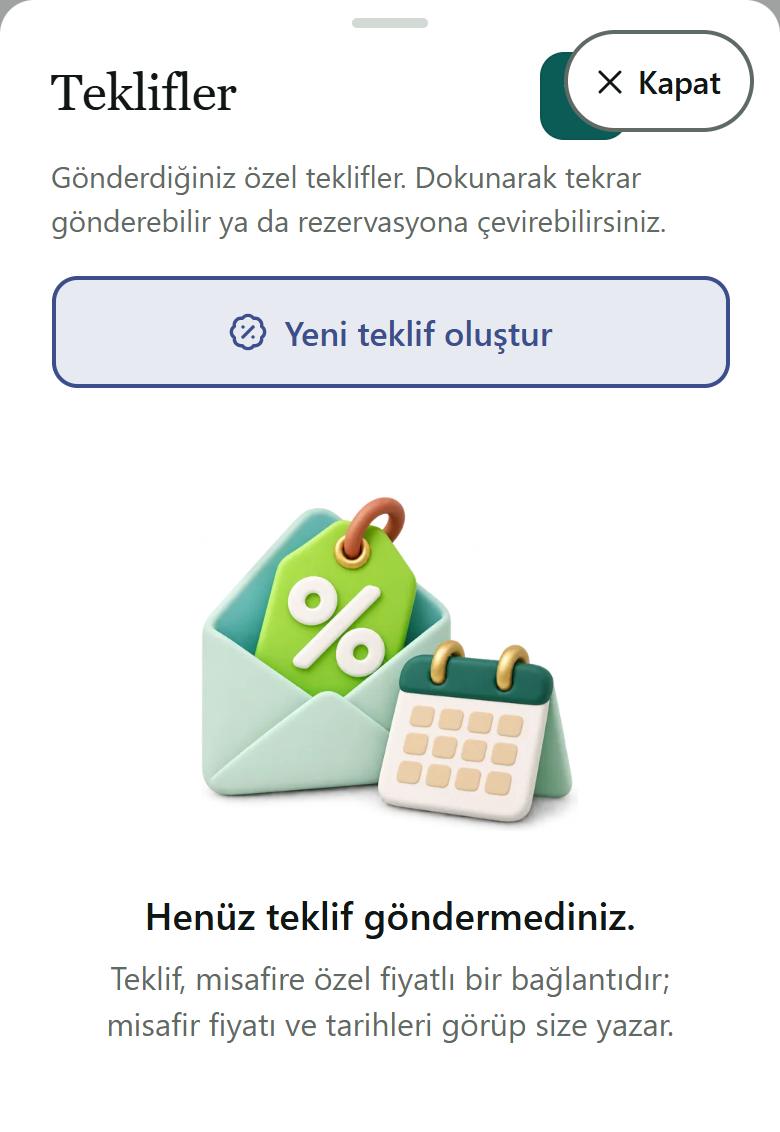 Teklifler
Kapat
Gönderdiğiniz özel teklifler. Dokunarak tekrar
gönderebilir ya da rezervasyona çevirebilirsiniz.
Yeni teklif oluştur
%
Henüz teklif göndermediniz.
Teklif, misafire özel fiyatlı bir bağlantıdır;
misafir fiyatı ve tarihleri görüp size yazar.